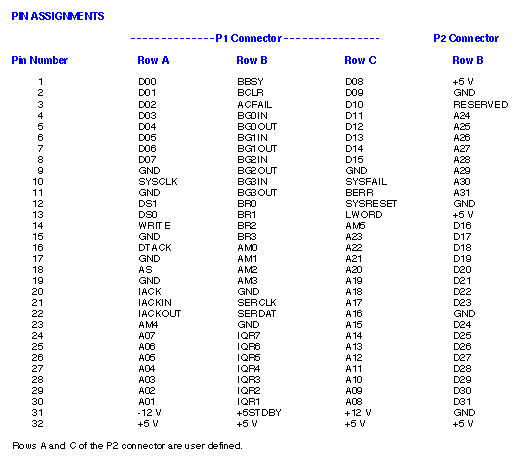 PIN ASSIGNMENTS
--------------P1 Connector---------------- P2 Connector
Pin Number Row A Row B Row C Row B
1 D00 BBSY D08 +5 V
2 D01 BCLR D09 GND
3 D02 ACFAIL D10 RESERVED
4 D03 BG0IN D11 A24
5 D04 BG0OUT D12 A25
6 D05 BG1IN D13 A26
7 D06 BG1OUT D14 A27
8 D07 BG2IN D15 A28
9 GND BG2OUT GND A29
10 SYSCLK BG3IN SYSFAIL A30
11 GND BG3OUT BERR A31
12 DS1 BR0 SYSRESET GND
13 DS0 BR1 LWORD +5 V
14 WRITE BR2 AM5 D16
15 GND BR3 A23 D17
16 DTACK AM0 A22 D18
17 GND AM1 A21 D19
18 AS AM2 A20 D20
19 GND AM3 A19 D21
20 IACK GND A18 D22
21 IACKIN SERCLK A17 D23
22 IACKOUT SERDAT A16 GND
23 AM4 GND A15 D24
24 A07 IQR7 A14 D25
25 A06 IQR6 A13 D26
26 A05 IQR5 A12 D27
27 A04 IQR4 A11 D28
28 A03 IQR3 A10 D29
29 A02 IQR2 A09 D30
30 A01 IQR1 A08 D31
31 -12 V +5STDBY +12 V GND
32 +5 V +5 V +5 V +5 V
Rows A and C of the P2 connector are user defined.